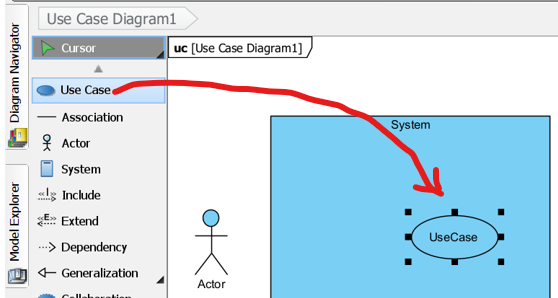 Use Case Diagram1
Diagram Navigator
Model Explorer
Cursor
Use Case
Association
Actor
System
<<I>> Include
<<E>> Extend
Dependency
Generalization
Collaboration
uc [Use Case Diagram1]
System
UseCase
Actor